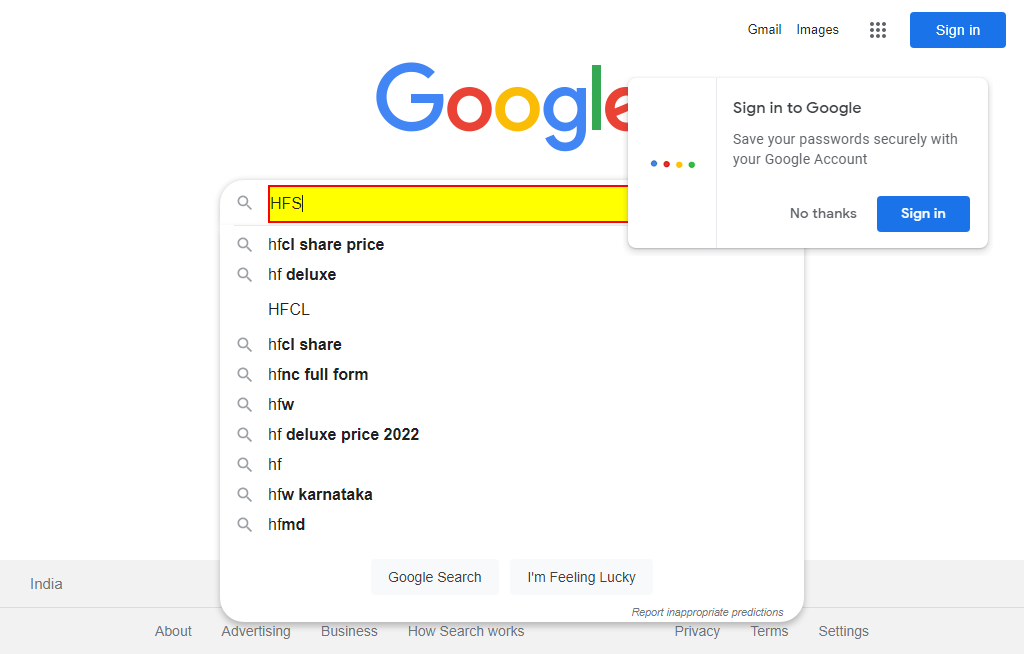 Gmail Images Sign in
Google
Sign in to Google
Save your passwords securely with
your Google Account
No thanks Sign in
HFS
hfcl share price
hf deluxe
HFCL
hfcl share
hfnc full form
hfw
hf deluxe price 2022
hf
hfw karnataka
hfmd
Google Search I'm Feeling Lucky
Report inappropriate predictions
India
About Advertising Business How Search works Privacy Terms Settings